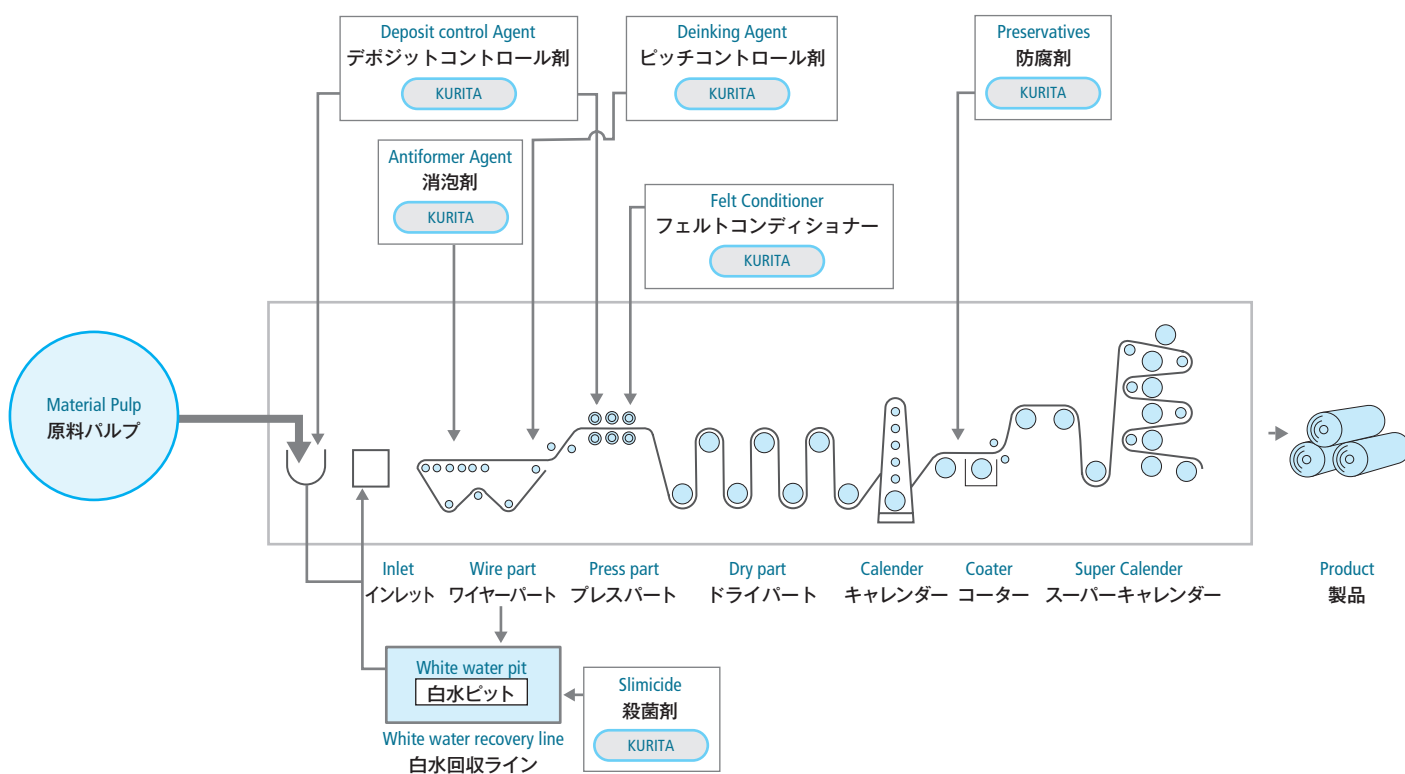 Deposit control Agent
デポジットコントロール剤
KURITA
Deinking Agent
ピッチコントロール剤
KURITA
Preservatives
防腐剤
KURITA
Antiformer Agent
消泡剤
KURITA
Felt Conditioner
フェルトコンディショナー
KURITA
Material Pulp
原料パルプ
Inlet
インレット
Wire part
ワイヤーパート
Press part
プレスパート
Dry part
ドライパート
Calender
キャレンダー
Coater
コーター
Super Calender
スーパーキャレンダー
Product
製品
White water pit
白水ピット
White water recovery line
白水回収ライン
Slimicide
殺菌剤
KURITA